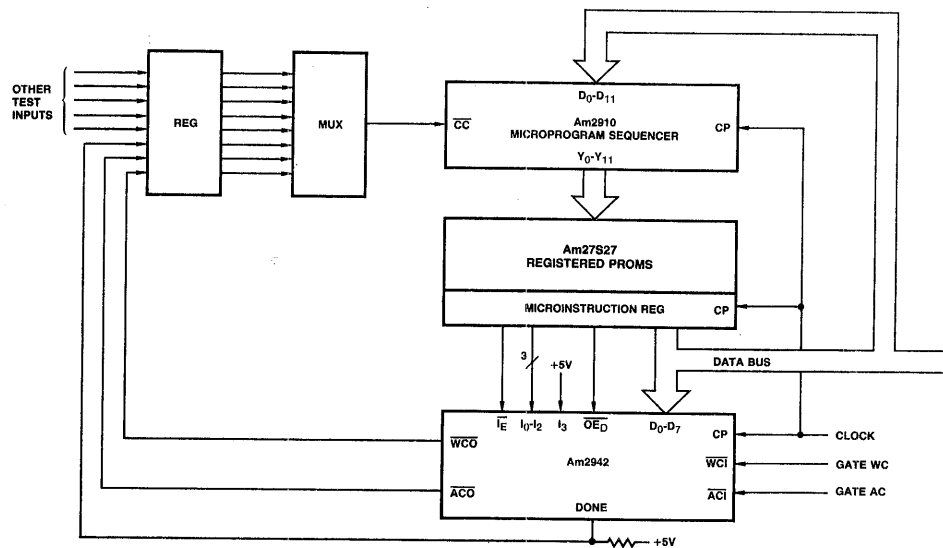 OTHER
TEST
INPUTS
REG
MUX
D0-D11
CC
Am2910
MICROPROGRAM SEQUENCER
CP
Y0-Y11
Am27S27
REGISTERED PROMS
MICROINSTRUCTION REG
CP
3
+5V
DATA BUS
IE
I0-I2
I3
OED
D0-D7
WCO
CP
CLOCK
Am2942
WCI
GATE WC
ACO
ACI
GATE AC
DONE
+5V